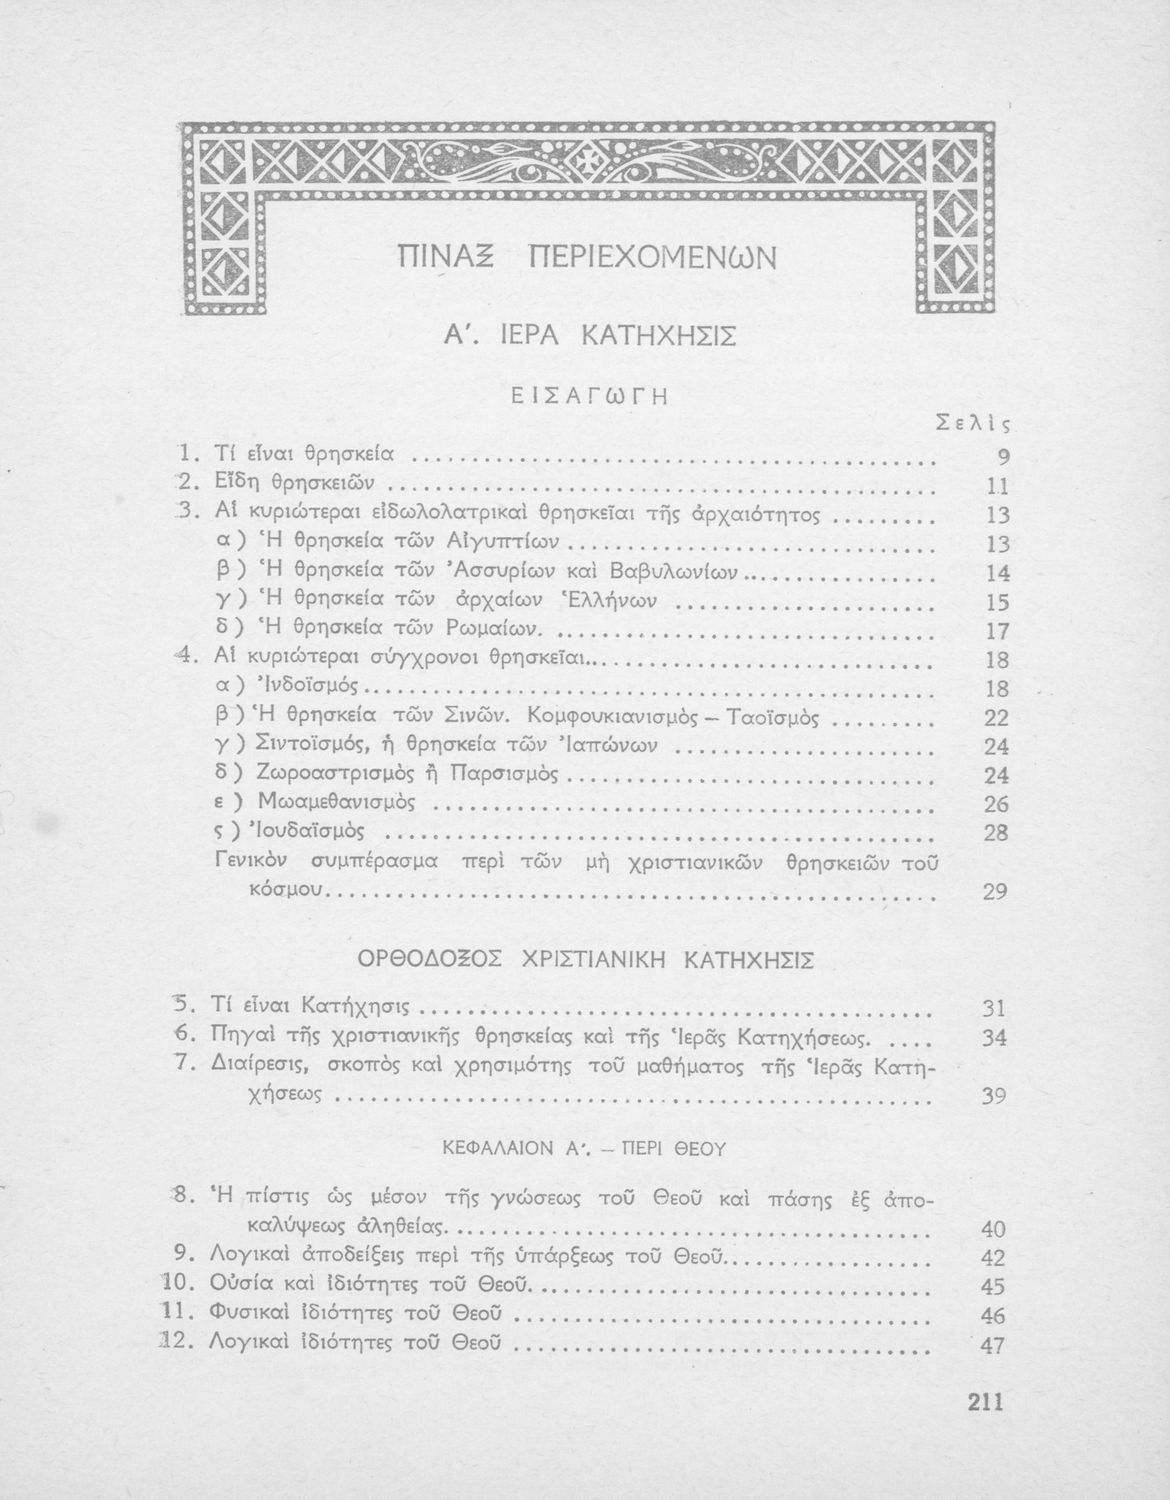 ΠΙΝΑΞ ΠΕΡΙΕΧΟΜΕΝΩΝ
Α′. ΙΕΡΑ ΚΑΤΗΧΗΣΙΣ
ΕΙΣΑΓΩΓΗ
Σελὶς
1. Τί εἶναι θρησκεία .......... 9
2. Εἴδη θρησκειῶν .......... 11
3. Αἱ κυριώτεραι εἰδωλολατρικαὶ θρησκεῖαι τῆς ἀρχαιότητος .......... 13
α) Ἡ θρησκεία τῶν Αἰγυπτίων .......... 13
β) Ἡ θρησκεία τῶν Ἀσσυρίων καὶ Βαβυλωνίων .......... 14
γ) Ἡ θρησκεία τῶν ἀρχαίων Ἑλλήνων .......... 15
δ) Ἡ θρησκεία τῶν Ρωμαίων. .......... 17
4. Αἱ κυριώτεραι σύγχρονοι θρησκεῖαι .......... 18
α) Ἰνδοϊσμός .......... 18
β) Ἡ θρησκεία τῶν Σινῶν. Κομφουκιανισμὸς – Ταοϊσμὸς .......... 22
γ) Σιντοϊσμός, ἡ θρησκεία τῶν Ἰαπώνων .......... 24
δ) Ζωροαστρισμὸς ἢ Παρσισμὸς .......... 24
ε) Μωαμεθανισμὸς .......... 26
ς) Ἰουδαϊσμὸς .......... 28
Γενικὸν συμπέρασμα περὶ τῶν μὴ χριστιανικῶν θρησκειῶν τοῦ
κόσμου .......... 29
ΟΡΘΟΔΟΞΟΣ ΧΡΙΣΤΙΑΝΙΚΗ ΚΑΤΗΧΗΣΙΣ
5. Τί εἶναι Κατήχησις .......... 31
6. Πηγαὶ τῆς χριστιανικῆς θρησκείας καὶ τῆς Ἱερᾶς Κατηχήσεως. .... 34
7. Διαίρεσις, σκοπὸς καὶ χρησιμότης τοῦ μαθήματος τῆς Ἱερᾶς Κατη-
χήσεως .......... 39
ΚΕΦΑΛΑΙΟΝ Α′. – ΠΕΡΙ ΘΕΟΥ
8. Ἡ πίστις ὡς μέσον τῆς γνώσεως τοῦ Θεοῦ καὶ πάσης ἐξ ἀπο-
καλύψεως ἀληθείας. .......... 40
9. Λογικαὶ ἀποδείξεις περὶ τῆς ὑπάρξεως τοῦ Θεοῦ .......... 42
10. Οὐσία καὶ ἰδιότητες τοῦ Θεοῦ. .......... 45
11. Φυσικαὶ ἰδιότητες τοῦ Θεοῦ .......... 46
12. Λογικαὶ ἰδιότητες τοῦ Θεοῦ .......... 47
211